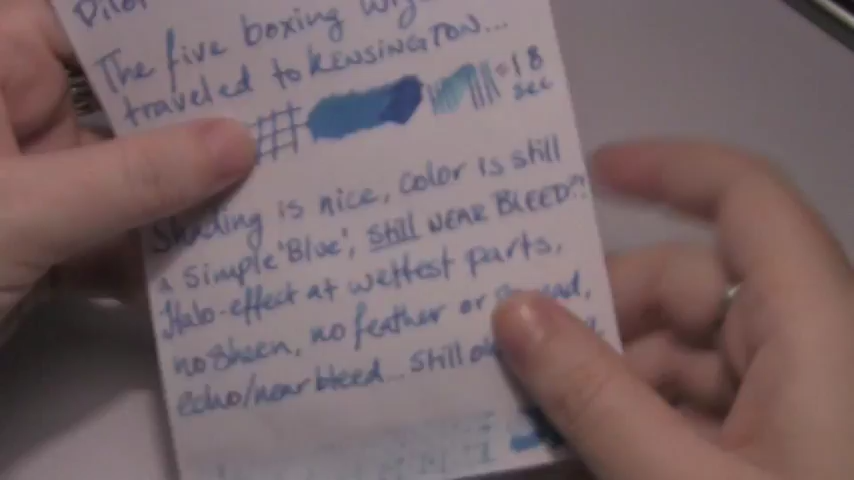 Pilot
The five boxing
traveled to KENSINGTON...
18
sec
Shading is nice, color is still
a simple 'Blue', still NEAR BLEED?!
Halo-effect at wettest parts,
no sheen, no feather or
echo/near bleed... still